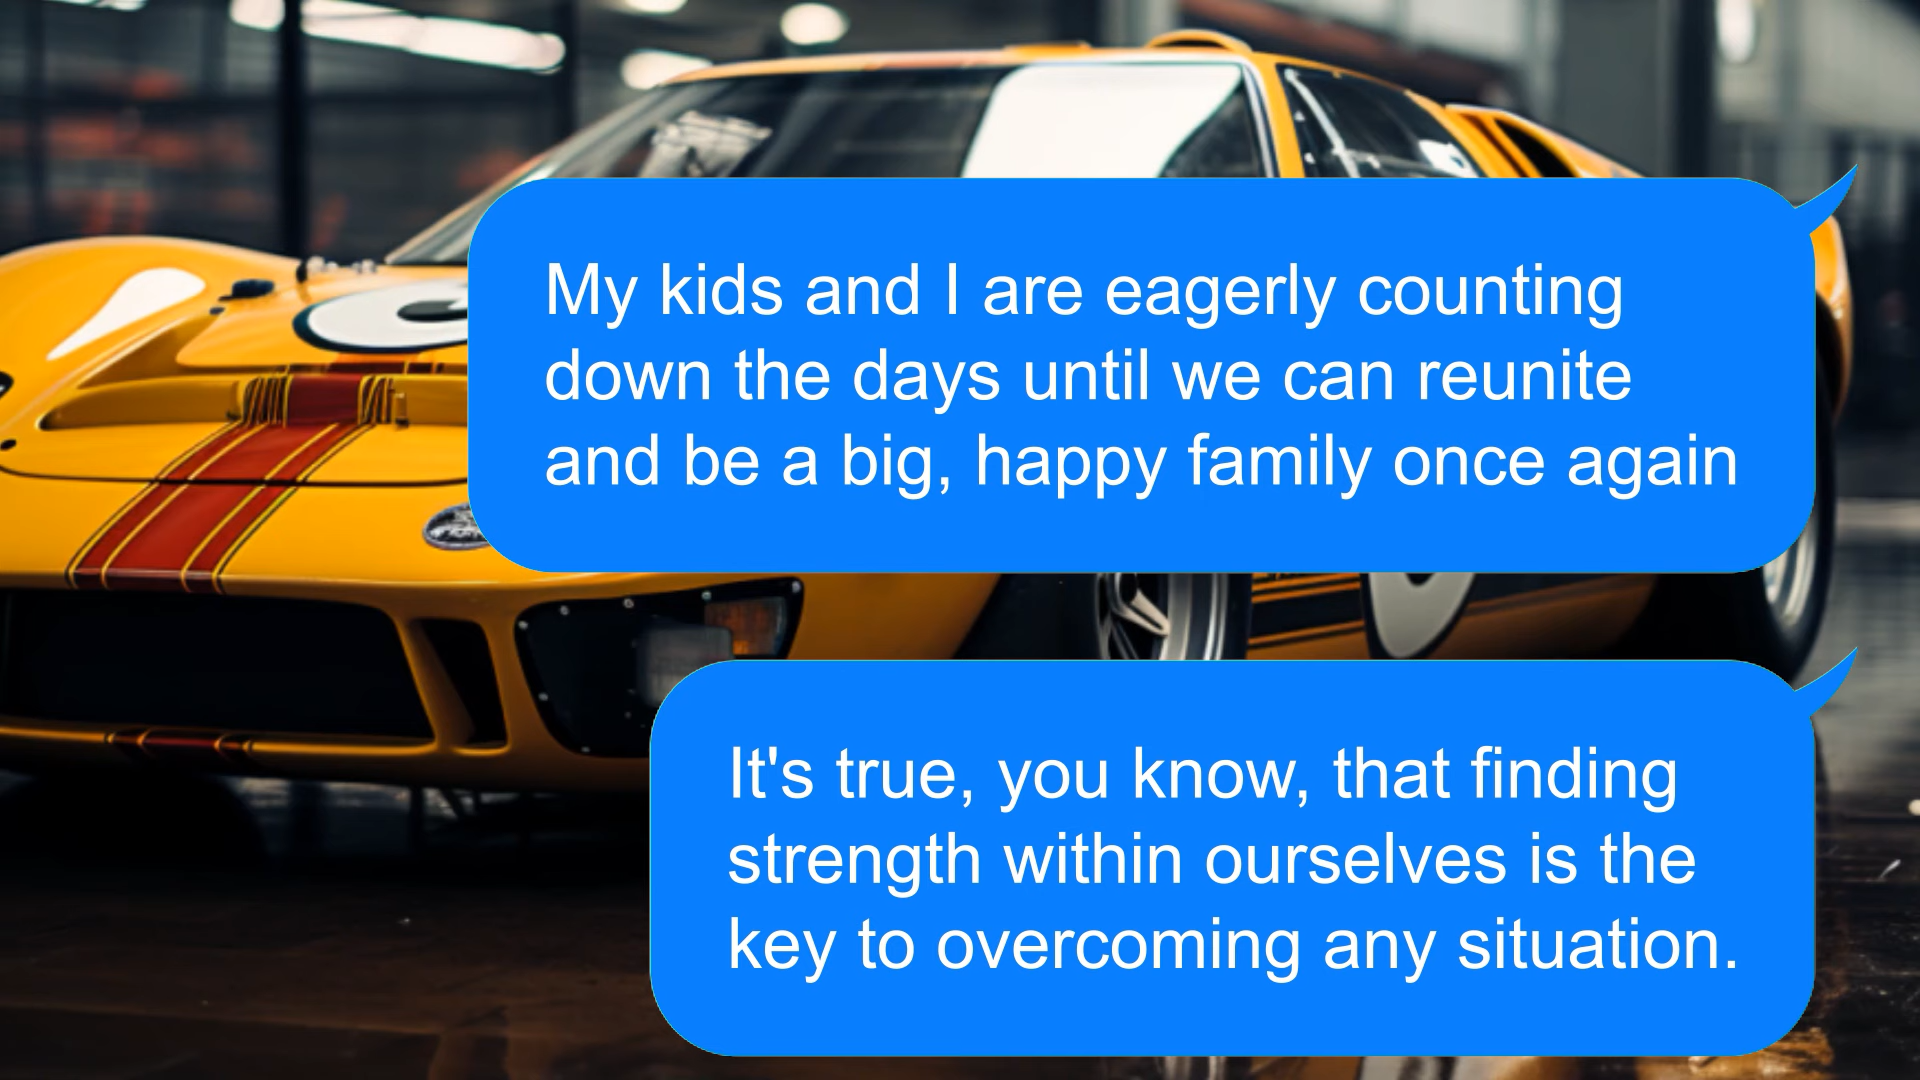 My kids and I are eagerly counting
down the days until we can reunite
and be a big, happy family once again
It's true, you know, that finding
strength within ourselves is the
key to overcoming any situation.